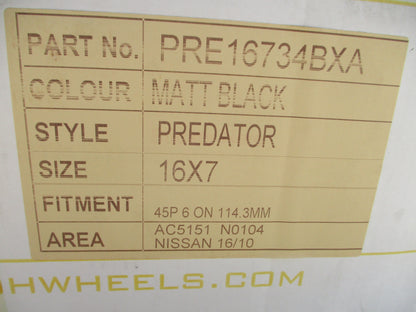 PART No. PRE16734BXA
COLOUR MATT BLACK
STYLE PREDATOR
SIZE 16X7
FITMENT 45P 6 ON 114.3MM
AREA AC5151 N0104
NISSAN 16/10
HWHEELS.COM